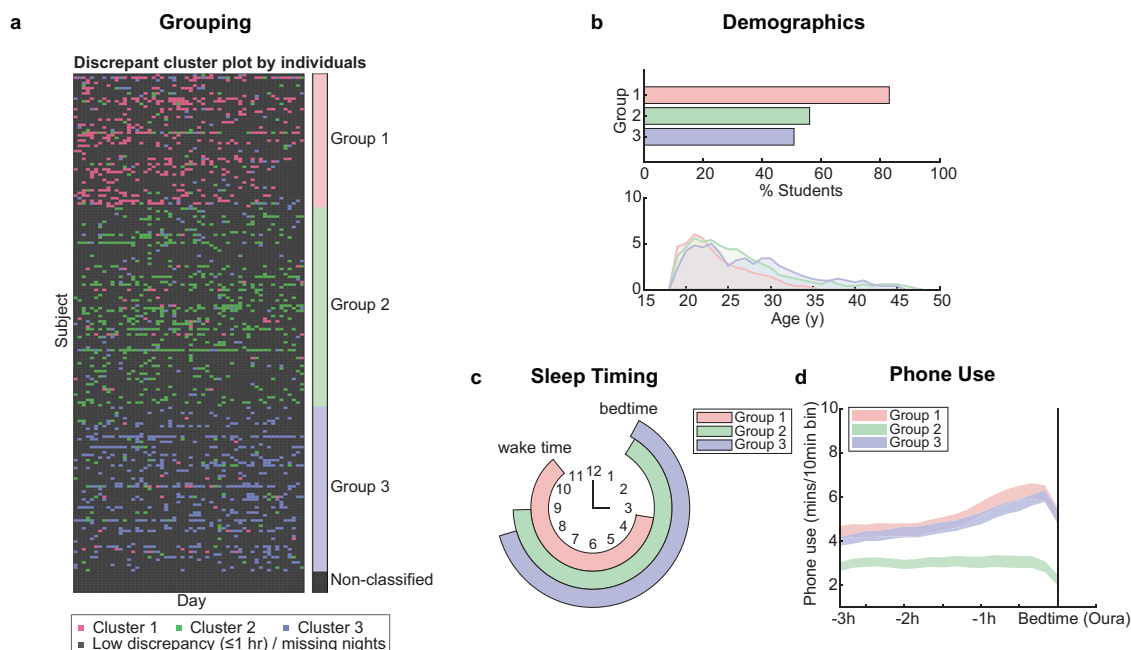 a
Grouping
Discrepant cluster plot by individuals
Subject
Day
Group 1
Group 2
Group 3
Non-classified
Cluster 1 Cluster 2 Cluster 3
Low discrepancy (≤1 hr) / missing nights
b
Demographics
Group
1
2
3
0 20 40 60 80 100
% Students
10
5
0
15 20 25 30 35 40 45 50
Age (y)
c
Sleep Timing
bedtime
wake time
12
1
2
3
4
5
6
7
8
9
10
11
Group 1
Group 2
Group 3
d
Phone Use
Phone use (mins/10min bin)
10
8
6
4
2
Group 1
Group 2
Group 3
-3h -2h -1h Bedtime (Oura)